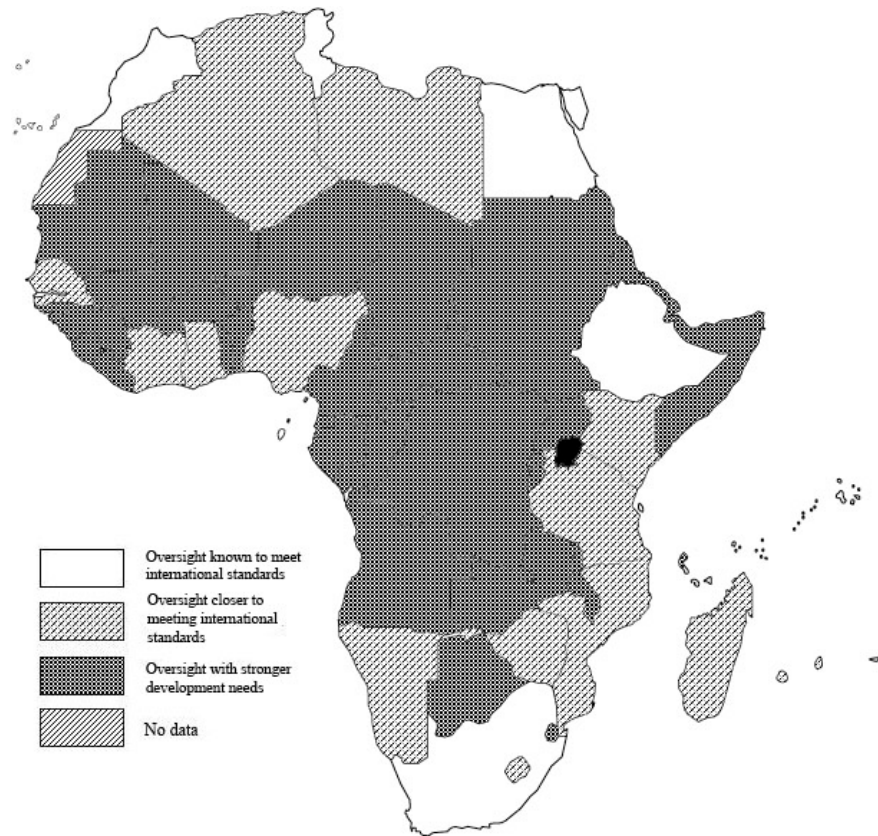 Oversight known to meet
international standards
Oversight closer to
meeting international
standards
Oversight with stronger
development needs
No data